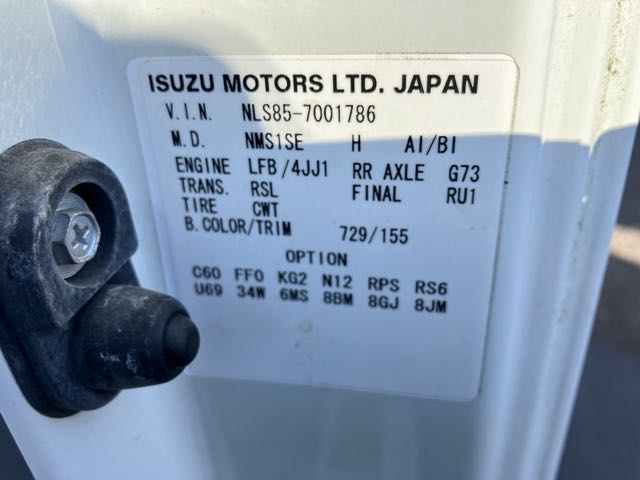 ISUZU MOTORS LTD. JAPAN
V.I.N. NLS85-7001786
M.D. NMS1SE H AI/BI
ENGINE LFB/4JJ1 RR AXLE G73
TRANS. RSL FINAL RU1
TIRE CWT
B.COLOR/TRIM 729/155
OPTION
C60 FF0 KG2 N12 RPS RS6
U69 34W 6MS 8BM 8GJ 8JM